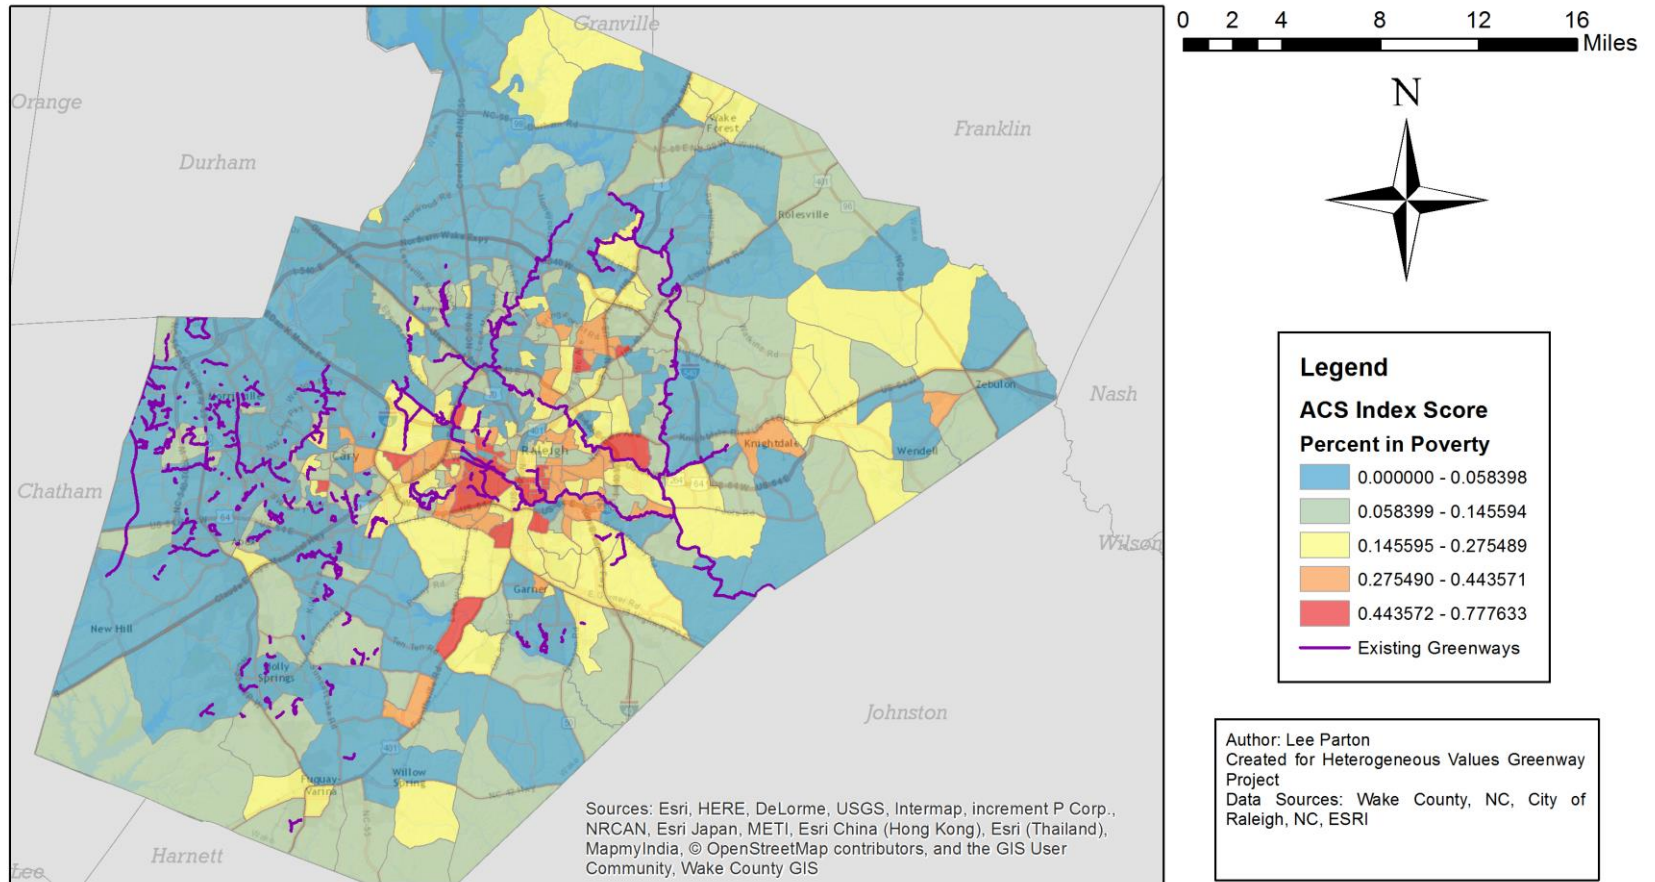 Granville
Orange
Durham
Franklin
Wake
Forest
Rolesville
Nash
Zebulon
Cary
Raleigh
Knightdale
Wendell
Chatham
Wilson
Garner
New Hill
Holly
Springs
Johnston
Fuquay-
Varina
Willow
Spring
Harnett
Lee
Sources: Esri, HERE, DeLorme, USGS, Intermap, increment P Corp.,
NRCAN, Esri Japan, METI, Esri China (Hong Kong), Esri (Thailand),
MapmyIndia, © OpenStreetMap contributors, and the GIS User
Community, Wake County GIS
0 2 4 8 12 16
Miles
N
Legend
ACS Index Score
Percent in Poverty
0.000000 - 0.058398
0.058399 - 0.145594
0.145595 - 0.275489
0.275490 - 0.443571
0.443572 - 0.777633
Existing Greenways
Author: Lee Parton
Created for Heterogeneous Values Greenway
Project
Data Sources: Wake County, NC, City of
Raleigh, NC, ESRI